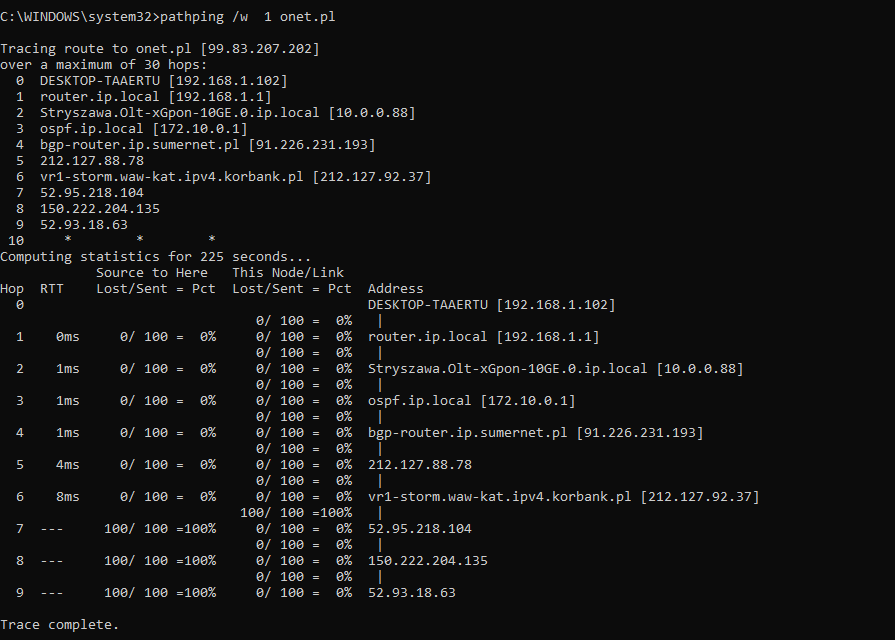 C:\WINDOWS\system32>pathping /w  1 onet.pl

Tracing route to onet.pl [99.83.207.202]
over a maximum of 30 hops:
  0  DESKTOP-TAAERTU [192.168.1.102]
  1  router.ip.local [192.168.1.1]
  2  Stryszawa.Olt-xGpon-10GE.0.ip.local [10.0.0.88]
  3  ospf.ip.local [172.10.0.1]
  4  bgp-router.ip.sumernet.pl [91.226.231.193]
  5  212.127.88.78
  6  vr1-storm.waw-kat.ipv4.korbank.pl [212.127.92.37]
  7  52.95.218.104
  8  150.222.204.135
  9  52.93.18.63
 10     *        *        *
Computing statistics for 225 seconds...
            Source to Here   This Node/Link
Hop  RTT    Lost/Sent = Pct  Lost/Sent = Pct  Address
  0                                           DESKTOP-TAAERTU [192.168.1.102]
                                0/ 100 =  0%   |
  1    0ms     0/ 100 =  0%     0/ 100 =  0%  router.ip.local [192.168.1.1]
                                0/ 100 =  0%   |
  2    1ms     0/ 100 =  0%     0/ 100 =  0%  Stryszawa.Olt-xGpon-10GE.0.ip.local [10.0.0.88]
                                0/ 100 =  0%   |
  3    1ms     0/ 100 =  0%     0/ 100 =  0%  ospf.ip.local [172.10.0.1]
                                0/ 100 =  0%   |
  4    1ms     0/ 100 =  0%     0/ 100 =  0%  bgp-router.ip.sumernet.pl [91.226.231.193]
                                0/ 100 =  0%   |
  5    4ms     0/ 100 =  0%     0/ 100 =  0%  212.127.88.78
                                0/ 100 =  0%   |
  6    8ms     0/ 100 =  0%     0/ 100 =  0%  vr1-storm.waw-kat.ipv4.korbank.pl [212.127.92.37]
                              100/ 100 =100%   |
  7  ---     100/ 100 =100%     0/ 100 =  0%  52.95.218.104
                                0/ 100 =  0%   |
  8  ---     100/ 100 =100%     0/ 100 =  0%  150.222.204.135
                                0/ 100 =  0%   |
  9  ---     100/ 100 =100%     0/ 100 =  0%  52.93.18.63

Trace complete.